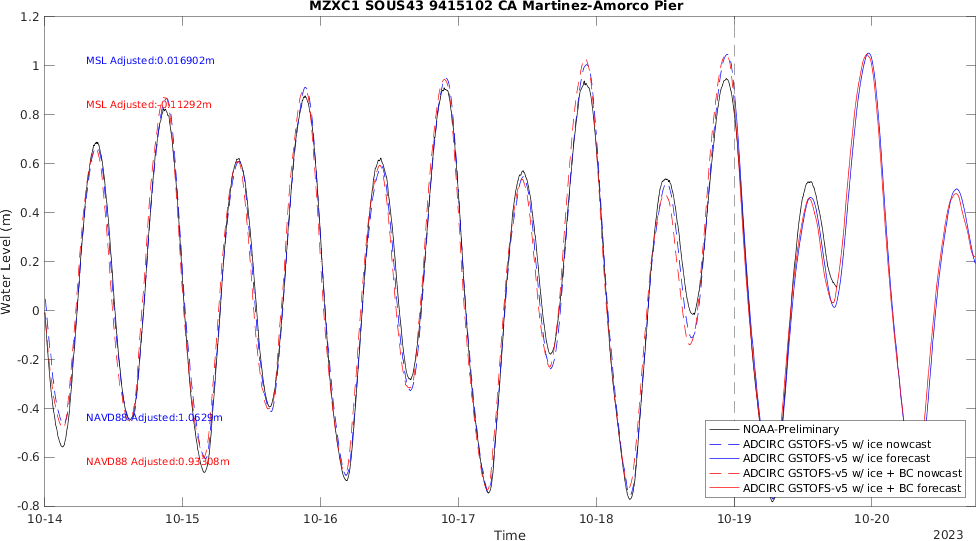 MZXC1 SOUS43 9415102 CA Martinez-Amorco Pier
Water Level (m)
1.2
1
0.8
0.6
0.4
0.2
0
-0.2
-0.4
-0.6
-0.8
MSL Adjusted:0.016902m
MSL Adjusted:-0.11292m
NAVD88 Adjusted:1.0629m
NAVD88 Adjusted:0.93308m
NOAA-Preliminary
ADCIRC GSTOFS-v5 w/ ice nowcast
ADCIRC GSTOFS-v5 w/ ice forecast
ADCIRC GSTOFS-v5 w/ ice + BC nowcast
ADCIRC GSTOFS-v5 w/ ice + BC forecast
10-14 10-15 10-16 10-17 10-18 10-19 10-20
Time
2023